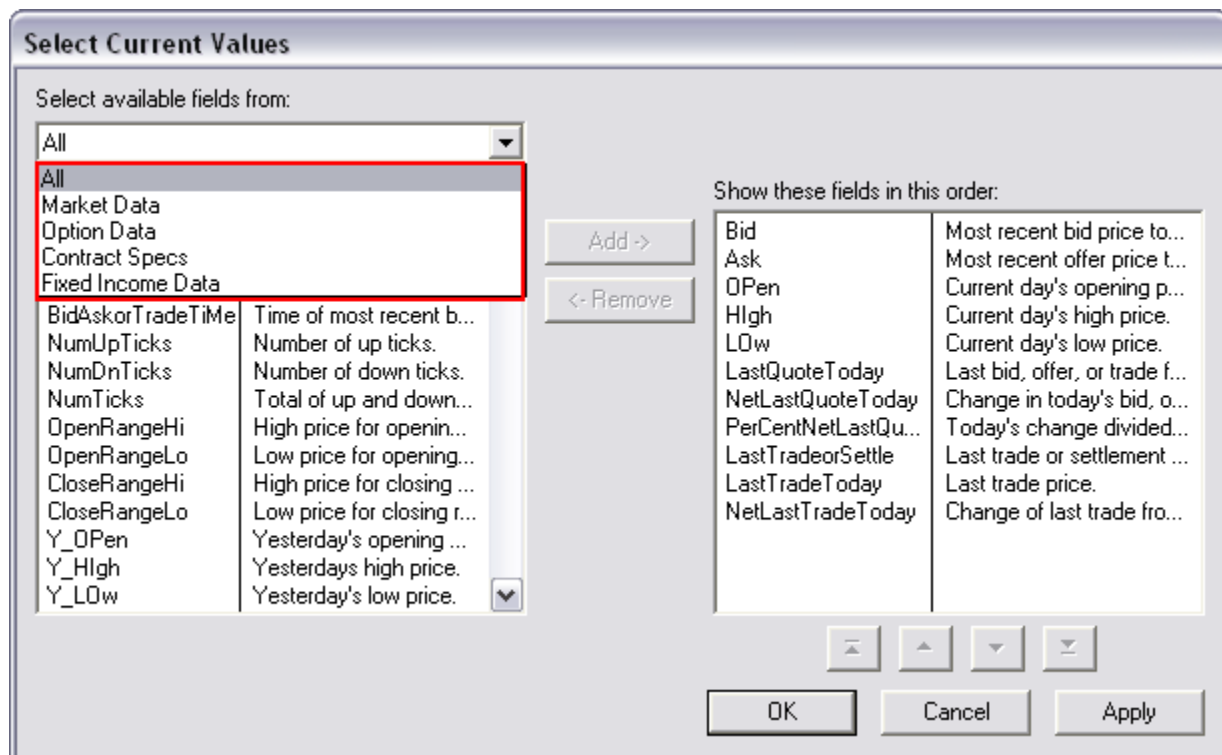 Select Current Values
Select available fields from:
All
All
Market Data
Option Data
Contract Specs
Fixed Income Data
BidAskorTradeTiMe Time of most recent b...
NumUpTicks Number of up ticks.
NumDnTicks Number of down ticks.
NumTicks Total of up and down...
OpenRangeHi High price for openin...
OpenRangeLo Low price for opening...
CloseRangeHi High price for closing ...
CloseRangeLo Low price for closing r...
Y_OPen Yesterday's opening ...
Y_HIgh Yesterdays high price.
Y_LOw Yesterday's low price.
Add ->
<- Remove
Show these fields in this order:
Bid Most recent bid price to...
Ask Most recent offer price t...
OPen Current day's opening p...
HIgh Current day's high price.
LOw Current day's low price.
LastQuoteToday Last bid, offer, or trade f...
NetLastQuoteToday Change in today's bid, o...
PerCentNetLastQu... Today's change divided...
LastTradeorSettle Last trade or settlement ...
LastTradeToday Last trade price.
NetLastTradeToday Change of last trade fro...
OK Cancel Apply